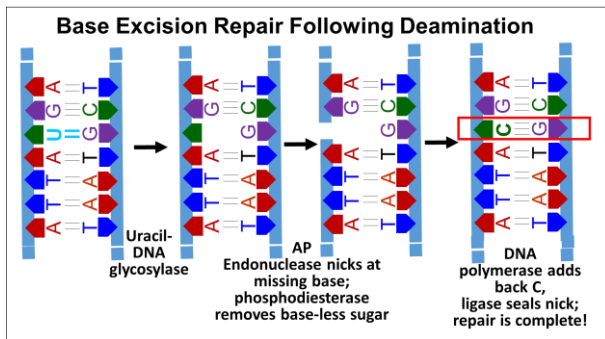 Base Excision Repair Following Deamination
A T
G C
U G
A T
T A
T A
A T
Uracil-
DNA
glycosylase
A T
G C
G
A T
T A
T A
A T
AP
Endonuclease nicks at
missing base;
phosphodiesterase
removes base-less sugar
A T
G C
G
A T
T A
T A
A T
A T
G C
C G
A T
T A
T A
A T
DNA
polymerase adds
back C,
ligase seals nick;
repair is complete!